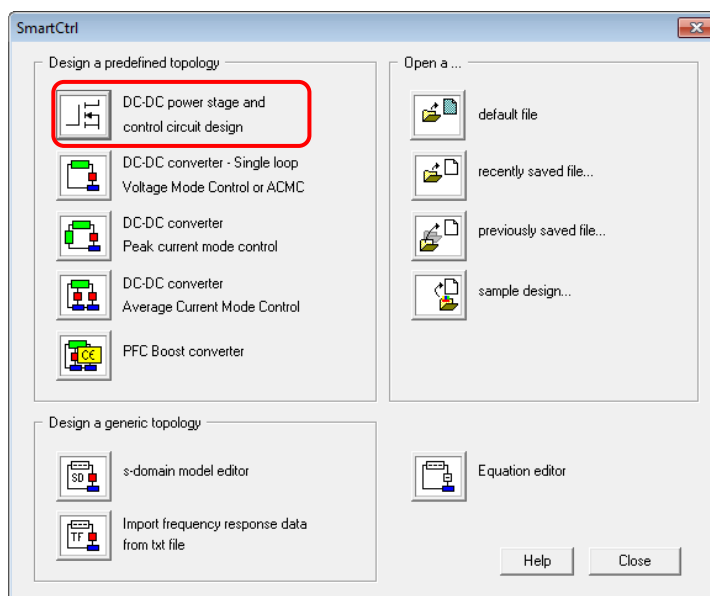 SmartCtrl
Design a predefined topology
DC-DC power stage and
control circuit design
DC-DC converter - Single loop
Voltage Mode Control or ACMC
DC-DC converter
Peak current mode control
DC-DC converter
Average Current Mode Control
CE
PFC Boost converter
Open a ...
default file
recently saved file...
previously saved file...
sample design...
Design a generic topology
SD
s-domain model editor
TF
Import frequency response data
from txt file
Equation editor
Help
Close